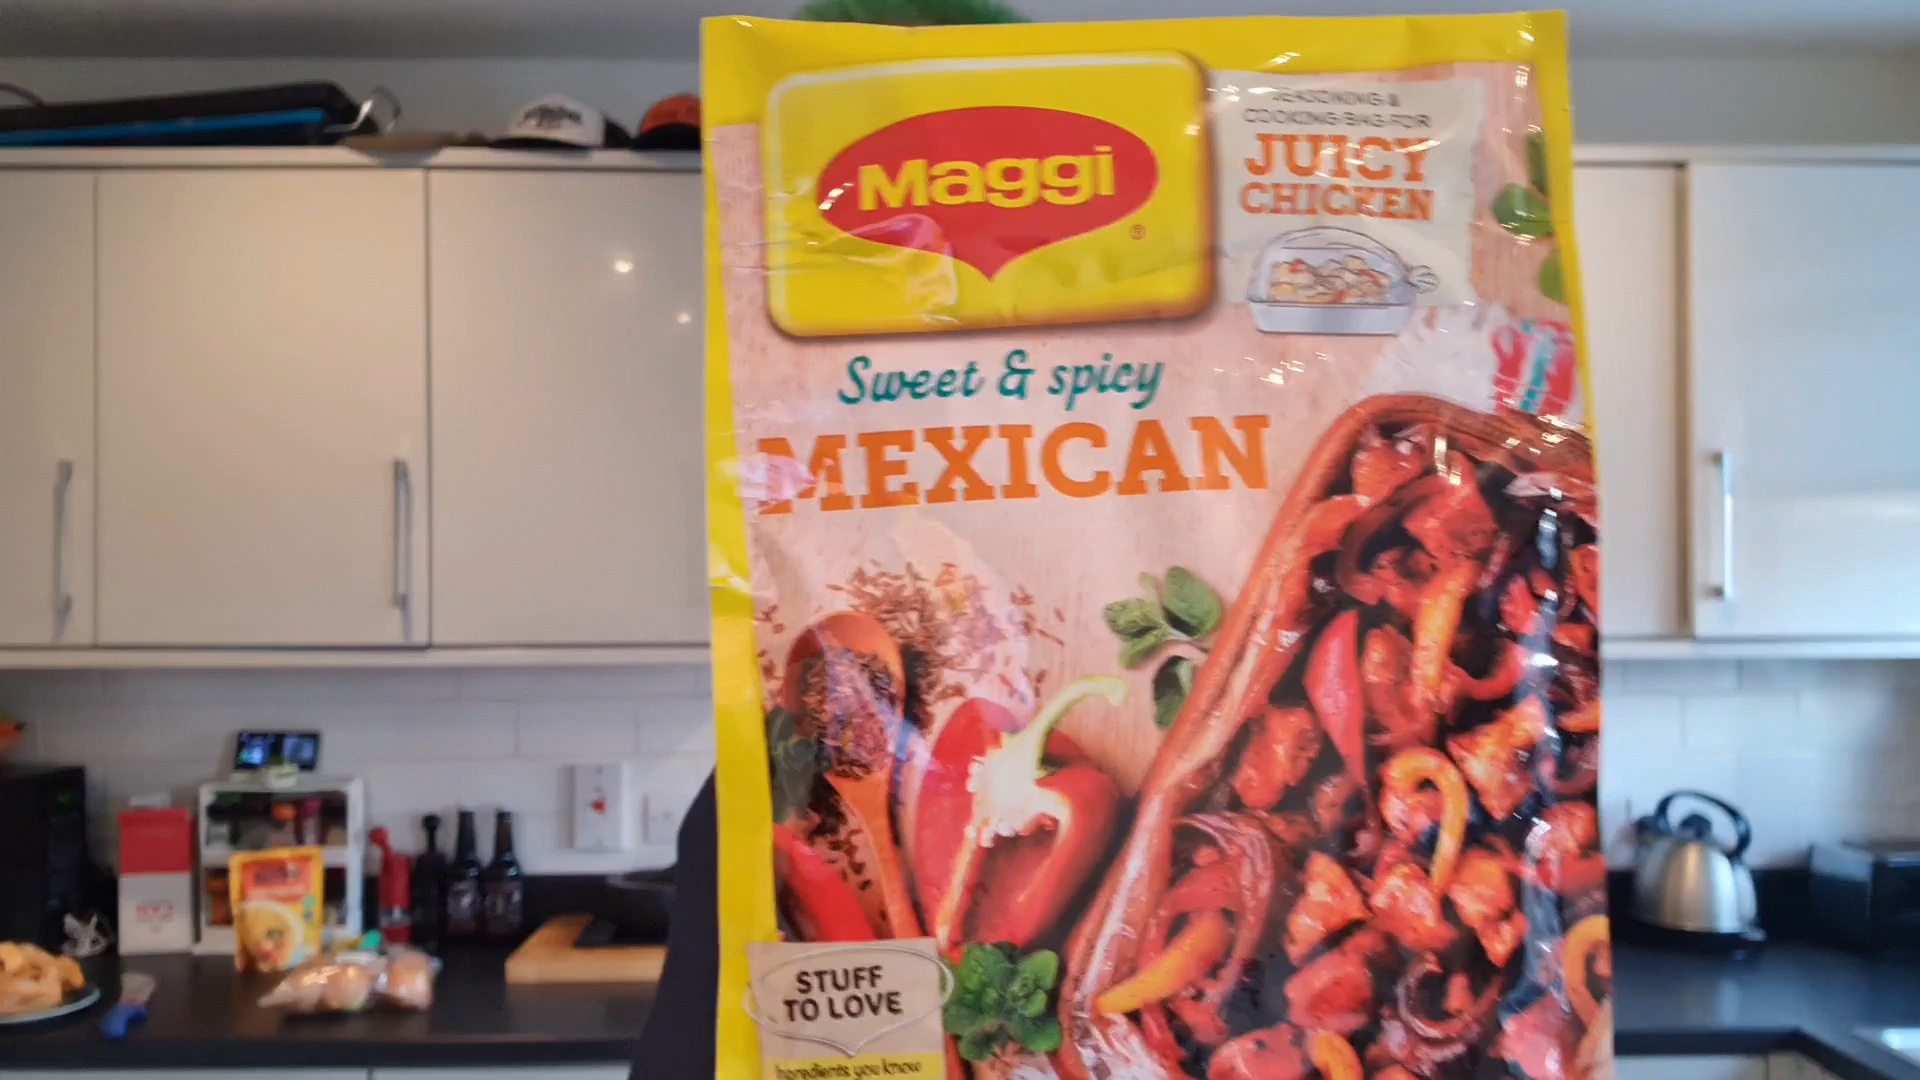 Maggi
®
SEASONING &
COOKING BAG FOR
JUICY
CHICKEN
Sweet & spicy
MEXICAN
STUFF
TO LOVE
Ingredients you know